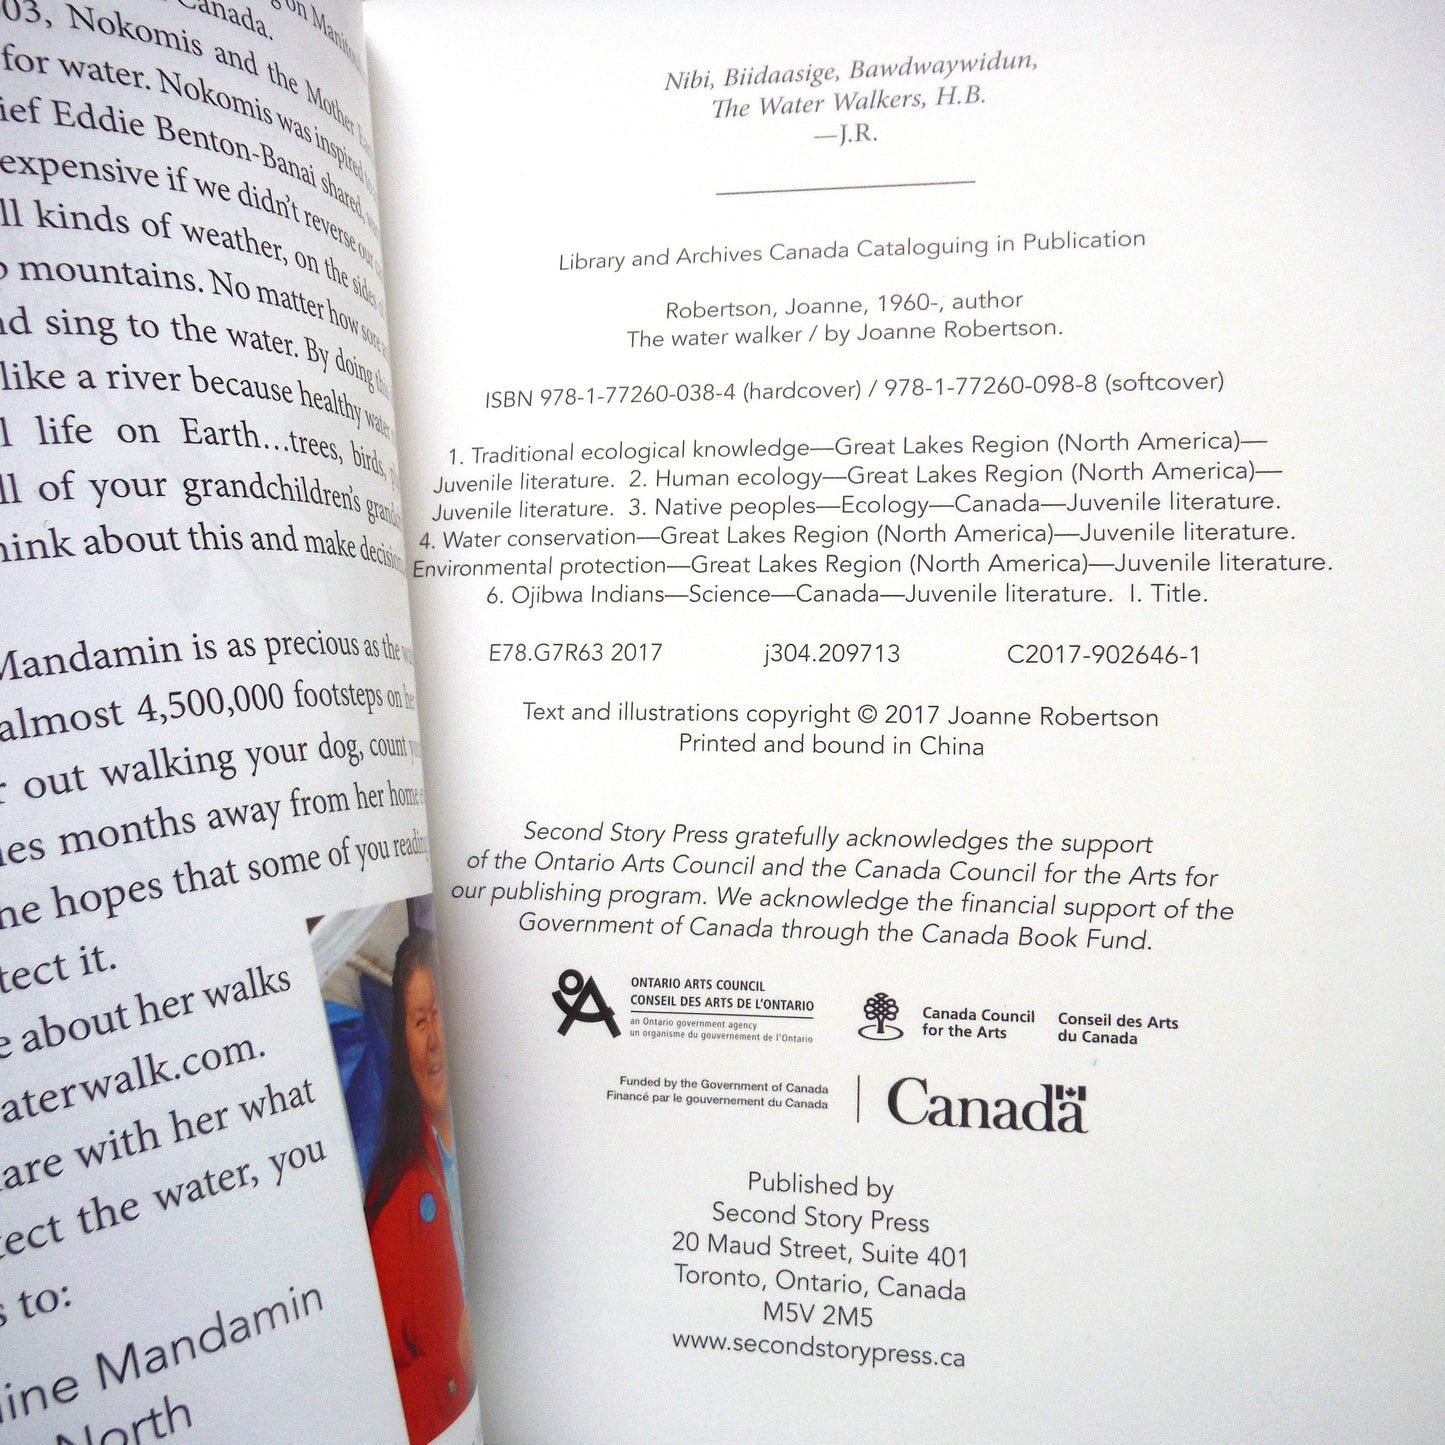 Canada.
on Manitou
03, Nokomis and the Mother
for water. Nokomis was inspired
ief Eddie Benton-Banai shared,
expensive if we didn't reverse our
ll kinds of weather, on the sides
mountains. No matter how sore
nd sing to the water. By doing this
like a river because healthy water
l life on Earth...trees, birds,
ll of your grandchildren's
hink about this and make
Mandamin is as precious as the
almost 4,500,000 footsteps on
r out walking your dog, count
es months away from her home
he hopes that some of you reading
tect it.
e about her walks
aterwalk.com.
are with her what
tect the water, you
s to:
ine Mandamin
North
Nibi, Biidaasige, Bawdwaywidun,
The Water Walkers, H.B.
—J.R.
Library and Archives Canada Cataloguing in Publication
Robertson, Joanne, 1960-, author
The water walker / by Joanne Robertson.
ISBN 978-1-77260-038-4 (hardcover) / 978-1-77260-098-8 (softcover)
1. Traditional ecological knowledge—Great Lakes Region (North America)—
Juvenile literature. 2. Human ecology—Great Lakes Region (North America)—
Juvenile literature. 3. Native peoples—Ecology—Canada—Juvenile literature.
4. Water conservation—Great Lakes Region (North America)—Juvenile literature.
Environmental protection—Great Lakes Region (North America)—Juvenile literature.
6. Ojibwa Indians—Science—Canada—Juvenile literature. I. Title.
E78.G7R63 2017 j304.209713 C2017-902646-1
Text and illustrations copyright © 2017 Joanne Robertson
Printed and bound in China
Second Story Press gratefully acknowledges the support
of the Ontario Arts Council and the Canada Council for the Arts for
our publishing program. We acknowledge the financial support of the
Government of Canada through the Canada Book Fund.
ONTARIO ARTS COUNCIL
CONSEIL DES ARTS DE L'ONTARIO
an Ontario government agency
un organisme du gouvernement de l'Ontario
Canada Council for the Arts
Conseil des Arts du Canada
Funded by the Government of Canada
Financé par le gouvernement du Canada
Canada
Published by
Second Story Press
20 Maud Street, Suite 401
Toronto, Ontario, Canada
M5V 2M5
www.secondstorypress.ca